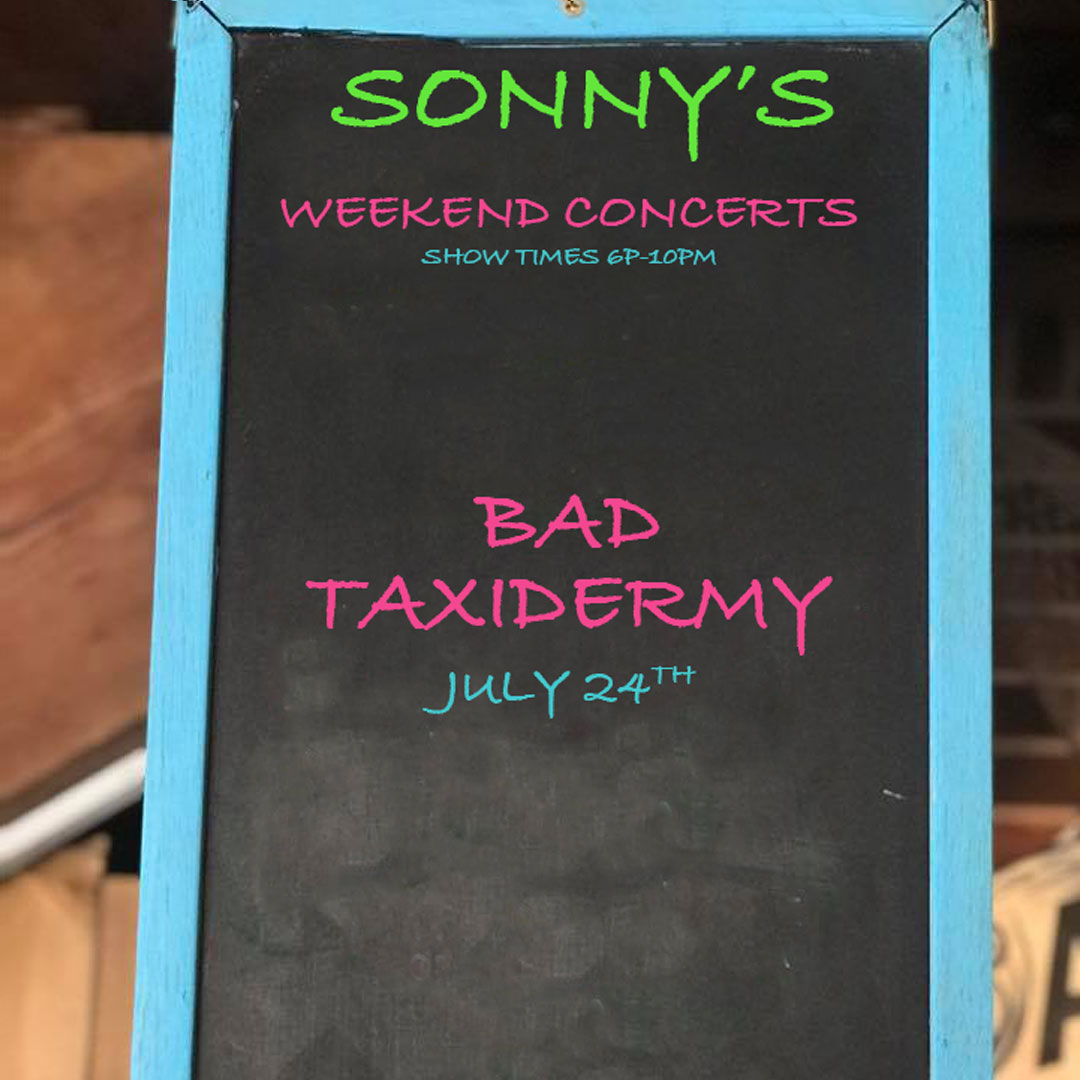 SONNY'S
WEEKEND CONCERTS
SHOW TIMES 6P-10PM
BAD
TAXIDERMY
JULY 24TH